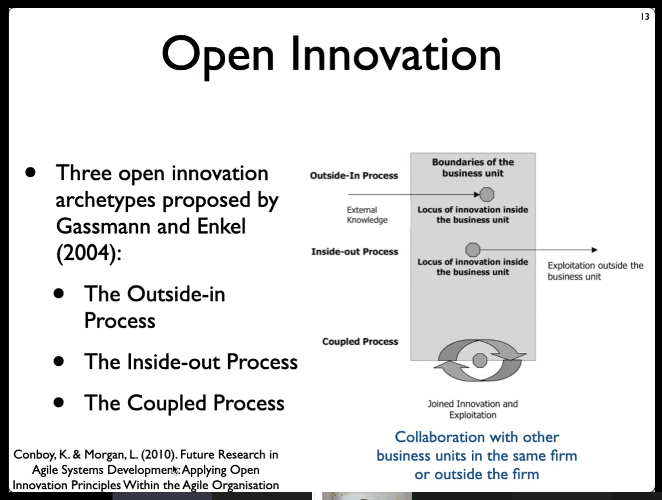 13
Open Innovation
• Three open innovation
archetypes proposed by
Gassmann and Enkel
(2004):
• The Outside-in
Process
• The Inside-out Process
• The Coupled Process
Conboy, K. & Morgan, L. (2010). Future Research in
Agile Systems Development: Applying Open
Innovation Principles Within the Agile Organisation
Boundaries of the
business unit
Outside-In Process
External
Knowledge
Locus of innovation inside
the business unit
Inside-out Process
Locus of innovation inside
the business unit
Exploitation outside the
business unit
Coupled Process
Joined Innovation and
Exploitation
Collaboration with other
business units in the same firm
or outside the firm